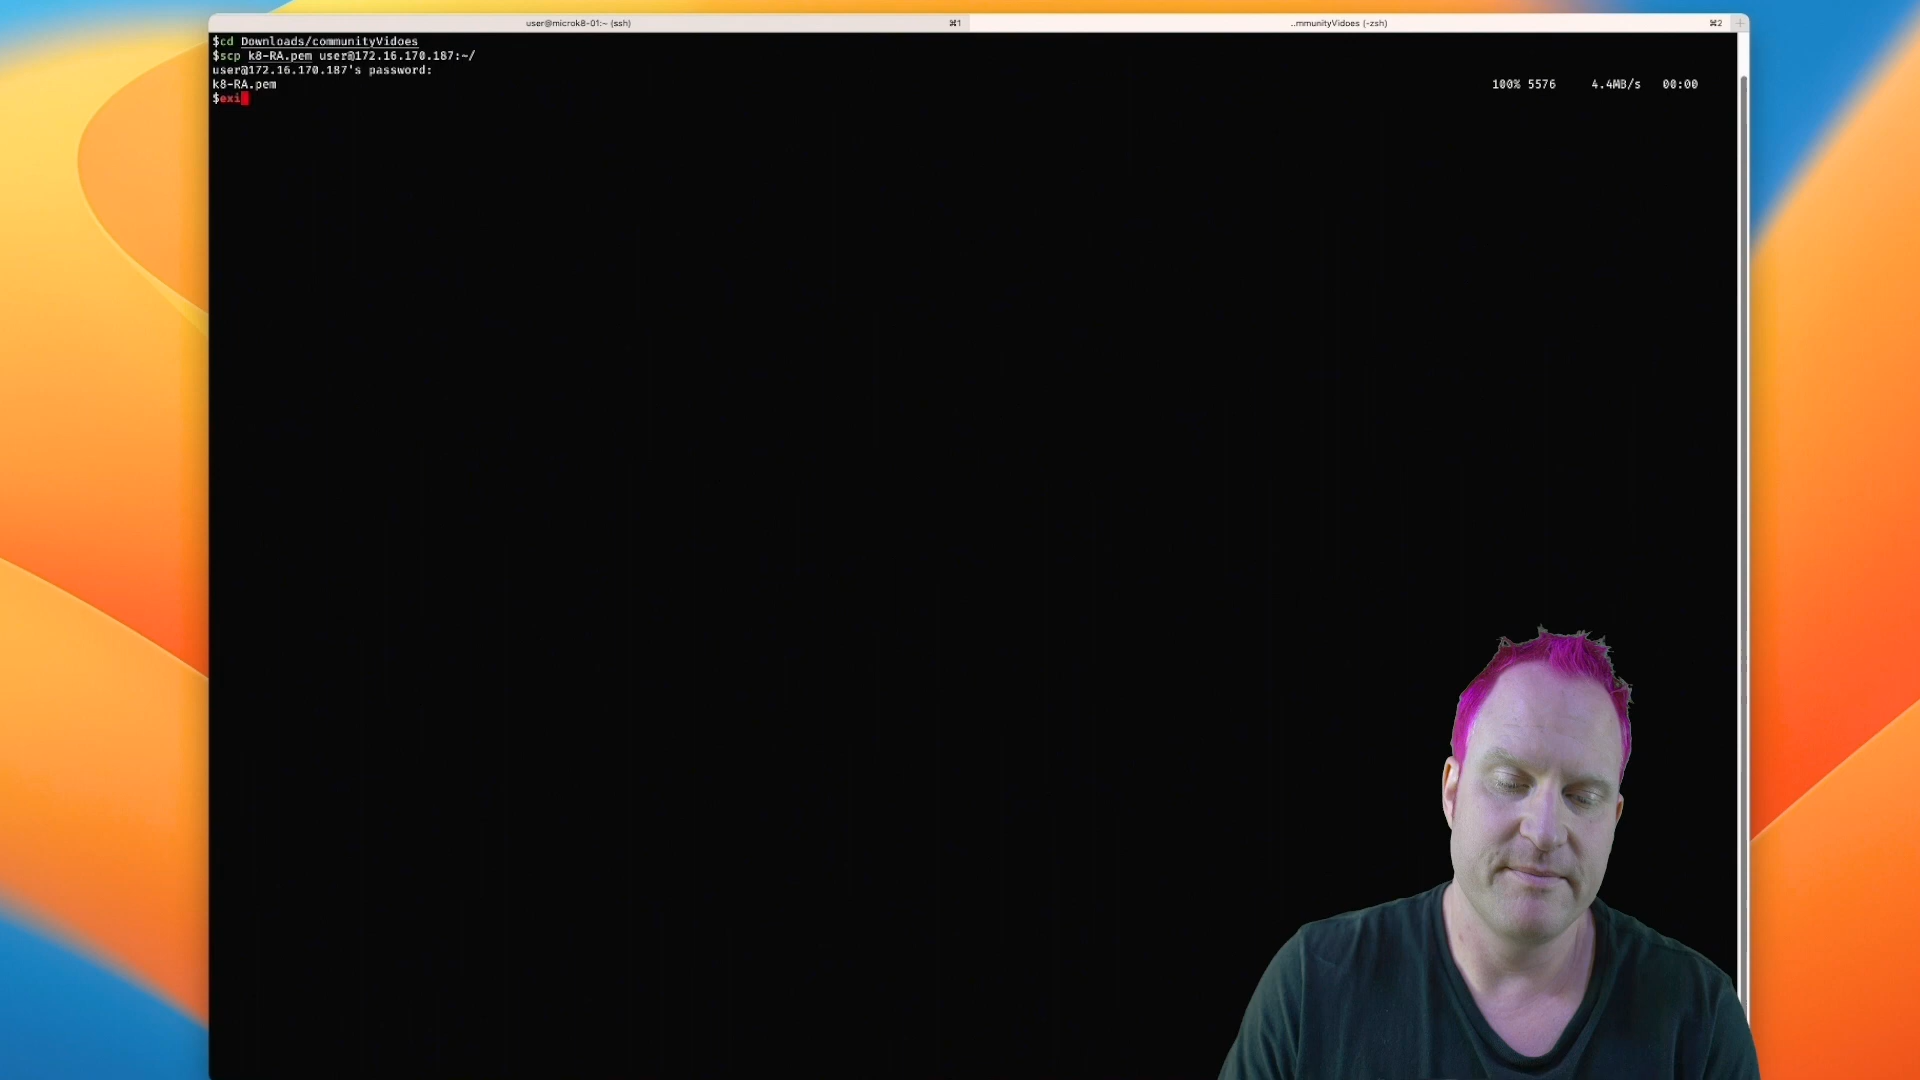 user@microk8-01:~ (ssh) ⌘1 ..mmunityVidoes (-zsh) ⌘2 +
$cd Downloads/communityVidoes
$scp k8-RA.pem user@172.16.170.187:~/
user@172.16.170.187's password:
k8-RA.pem 100% 5576 4.4MB/s 00:00
$exi